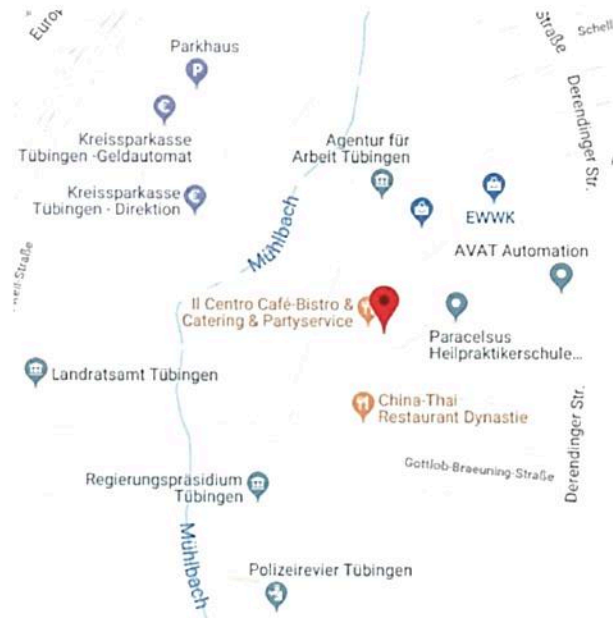 Europ
Straße
Schell
Parkhaus
P
Derendinger Str.
Kreissparkasse
Tübingen -Geldautomat
Agentur für
Arbeit Tübingen
Kreissparkasse
Tübingen - Direktion
EWWK
Mühlbach
AVAT Automation
Il Centro Café-Bistro &
Catering & Partyservice
Paracelsus
Heilpraktikerschule...
Landratsamt Tübingen
China-Thai
Restaurant Dynastie
Derendinger Str.
Gottlob-Braeuning-Straße
Regierungspräsidium
Tübingen
Mühlbach
Polizeirevier Tübingen